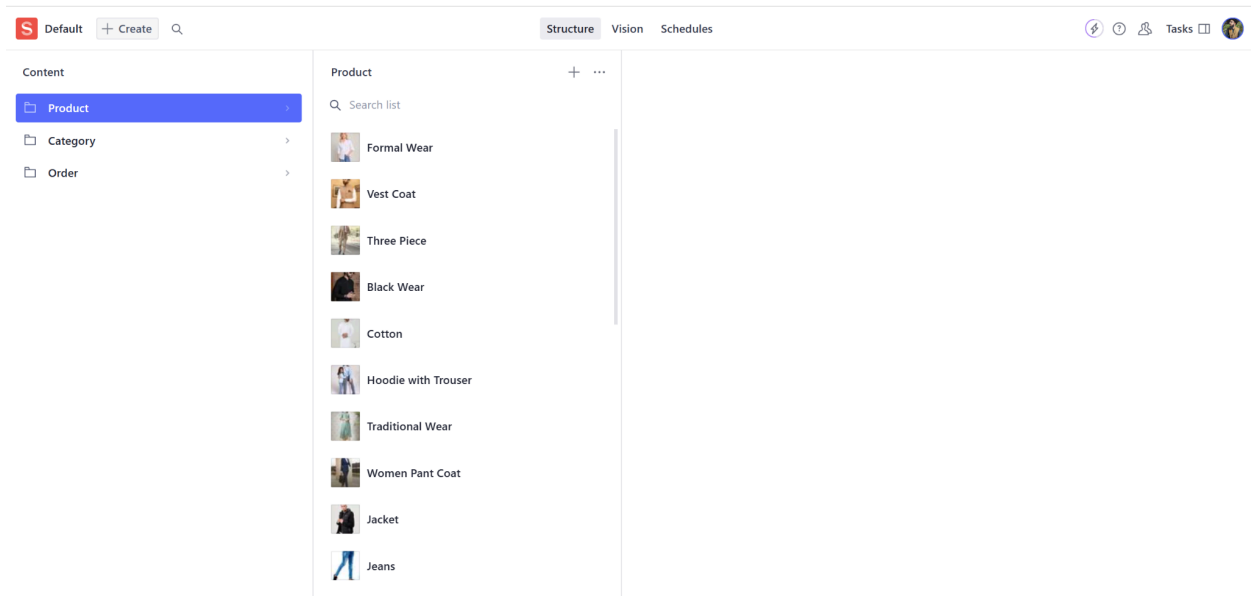 S Default + Create
Structure Vision Schedules
Tasks
Content
Product
Category
Order
Product
Search list
Formal Wear
Vest Coat
Three Piece
Black Wear
Cotton
Hoodie with Trouser
Traditional Wear
Women Pant Coat
Jacket
Jeans